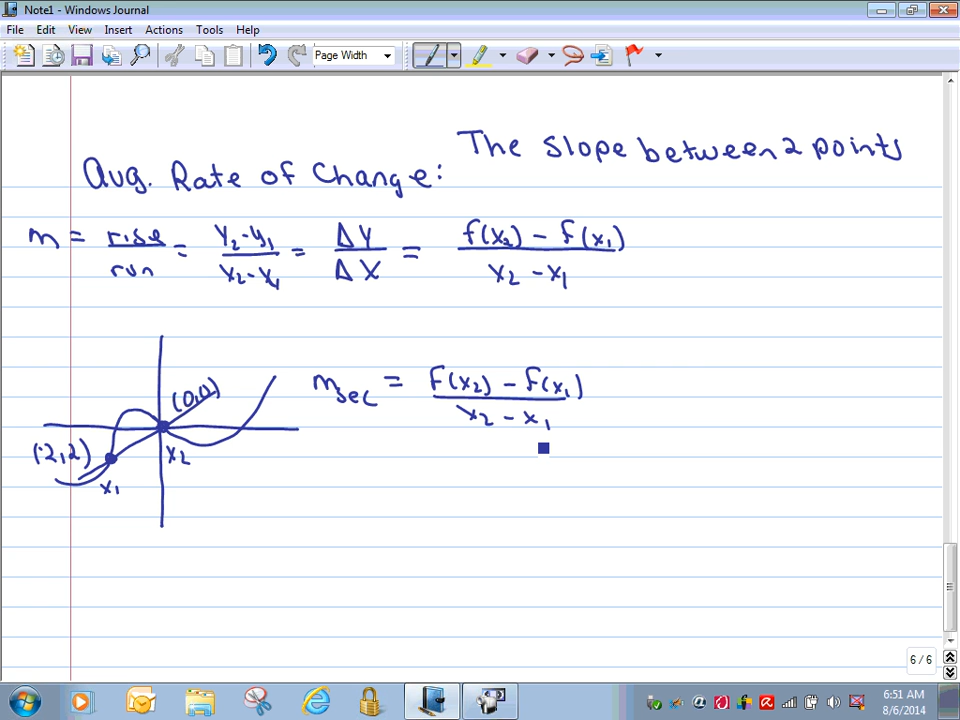 Note1 - Windows Journal
File Edit View Insert Actions Tools Help
Page Width
The slope between 2 points
Avg. Rate of Change:
m = rise/run = y₂-y₁/x₂-x₁ = ΔY/ΔX = f(x₂) - f(x₁)/x₂ - x₁
(0,0)
m sec = f(x₂) - f(x₁)/x₂ - x₁
(-2,2)
x₂
x₁
6 / 6
6:51 AM
8/6/2014